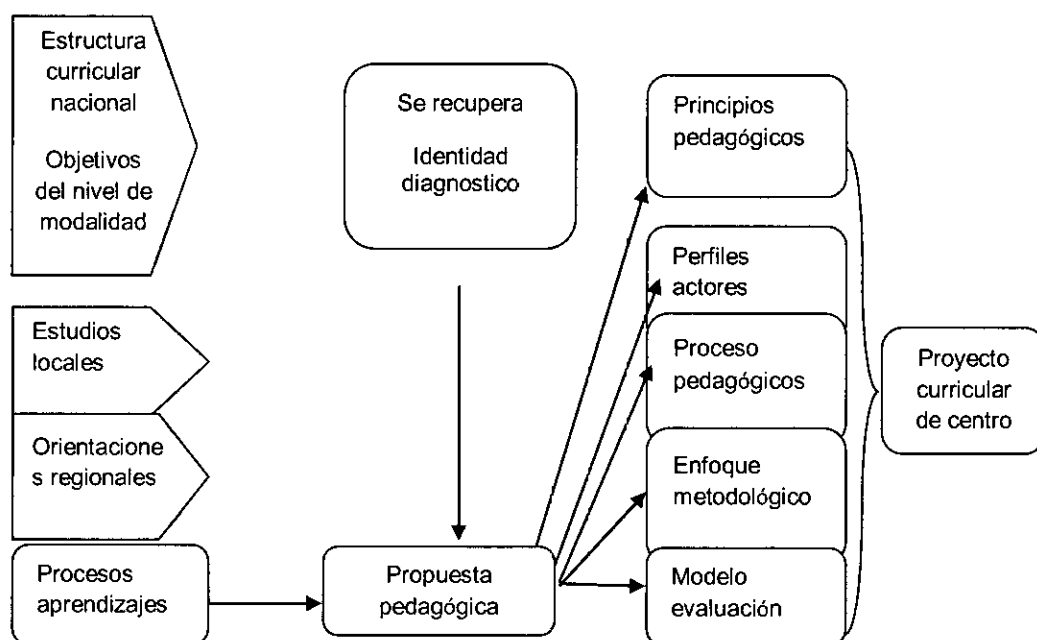 Estructura
curricular
nacional
Objetivos
del nivel de
modalidad
Estudios
locales
Orientacione
s regionales
Procesos
aprendizajes
Se recupera
Identidad
diagnostico
Propuesta
pedagógica
Principios
pedagógicos
Perfiles
actores
Proceso
pedagógicos
Enfoque
metodológico
Modelo
evaluación
Proyecto
curricular
de centro